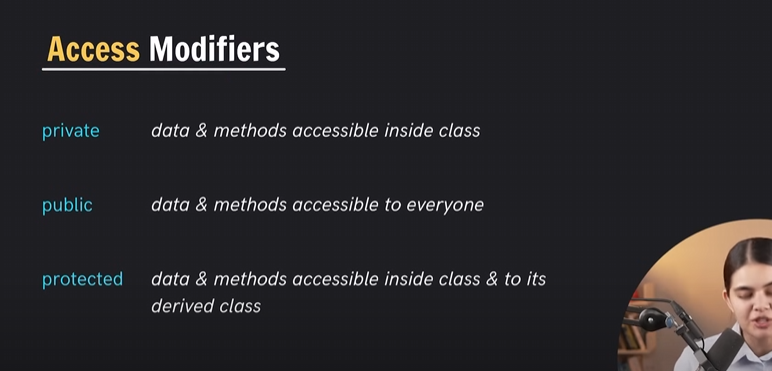 Access Modifiers
private data & methods accessible inside class
public data & methods accessible to everyone
protected data & methods accessible inside class & to its
derived class